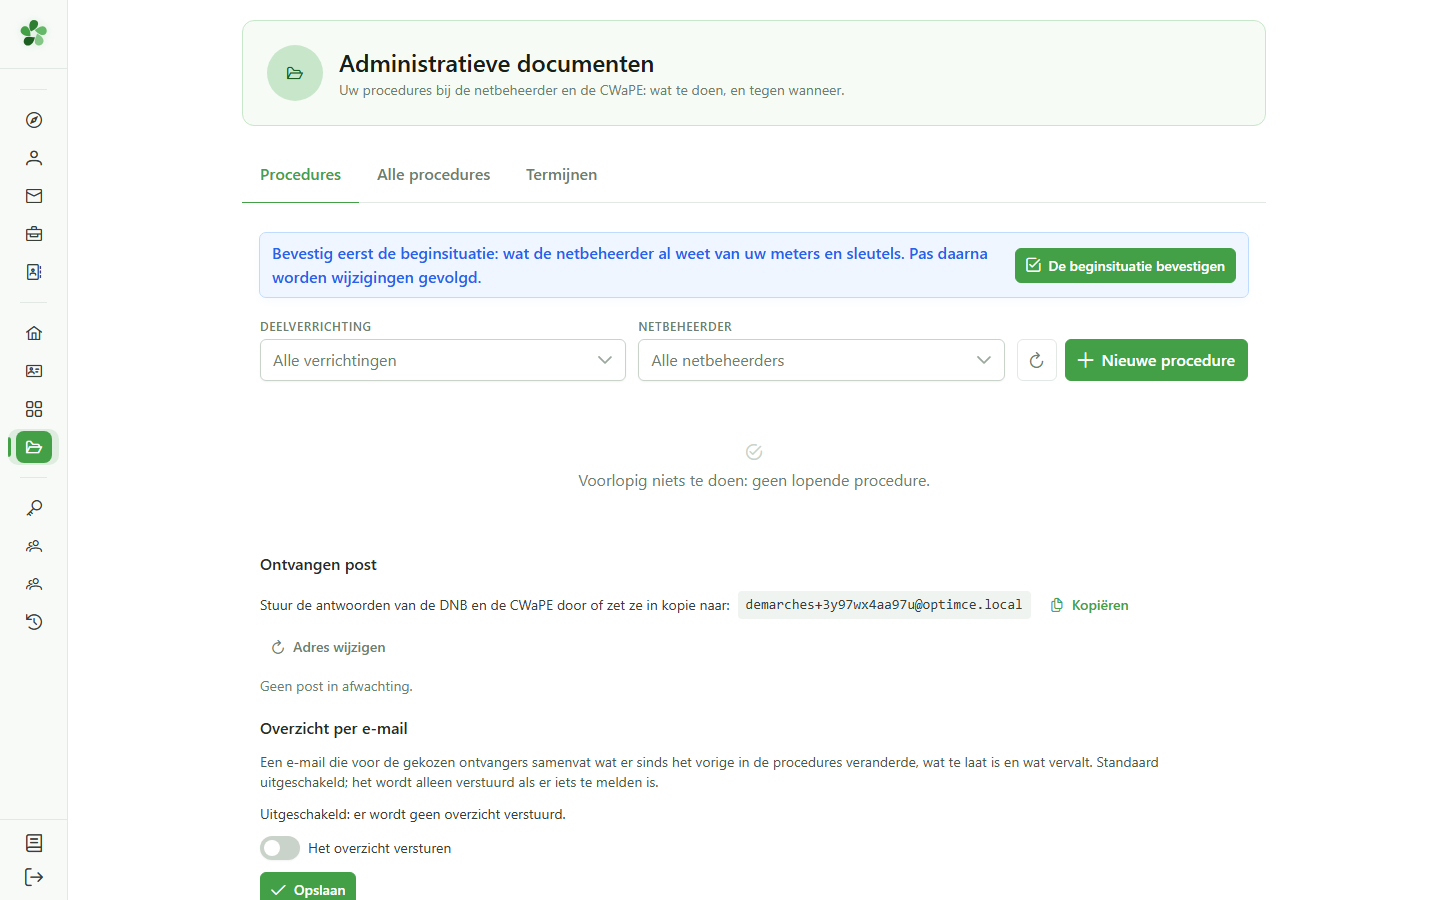 Administratieve documenten
Uw procedures bij de netbeheerder en de CWaPE: wat te doen, en tegen wanneer.
Procedures
Alle procedures
Termijnen
Bevestig eerst de beginsituatie: wat de netbeheerder al weet van uw meters en sleutels. Pas daarna
worden wijzigingen gevolgd.
De beginsituatie bevestigen
DEELVERRICHTING
NETBEHEERDER
Alle verrichtingen
Alle netbeheerders
Nieuwe procedure
Voorlopig niets te doen: geen lopende procedure.
Ontvangen post
Stuur de antwoorden van de DNB en de CWaPE door of zet ze in kopie naar: demarches+3y97wx4aa97u@optimce.local Kopiëren
Adres wijzigen
Geen post in afwachting.
Overzicht per e-mail
Een e-mail die voor de gekozen ontvangers samenvat wat er sinds het vorige in de procedures veranderde, wat te laat is en wat vervalt. Standaard
uitgeschakeld; het wordt alleen verstuurd als er iets te melden is.
Uitgeschakeld: er wordt geen overzicht verstuurd.
Het overzicht versturen
Opslaan